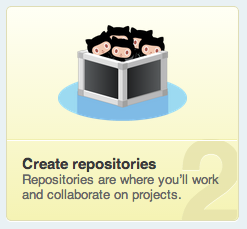 Create repositories
Repositories are where you'll work
and collaborate on projects.
2